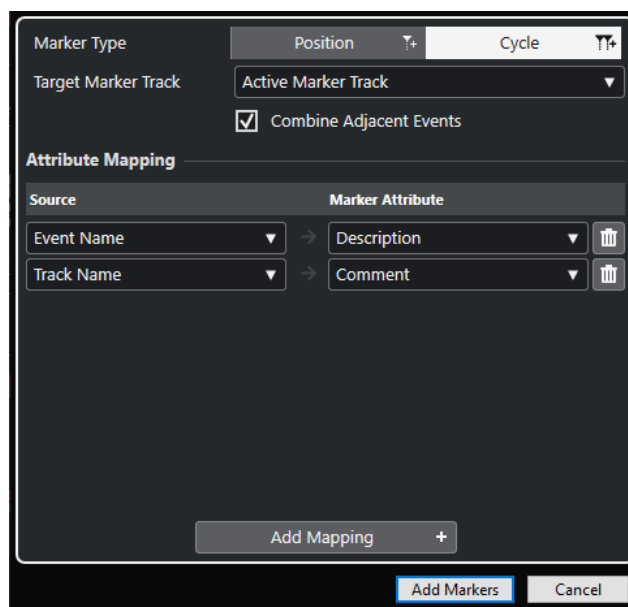 Marker Type Position Cycle
Target Marker Track Active Marker Track
Combine Adjacent Events
Attribute Mapping
Source Marker Attribute
Event Name Description
Track Name Comment
Add Mapping +
Add Markers Cancel